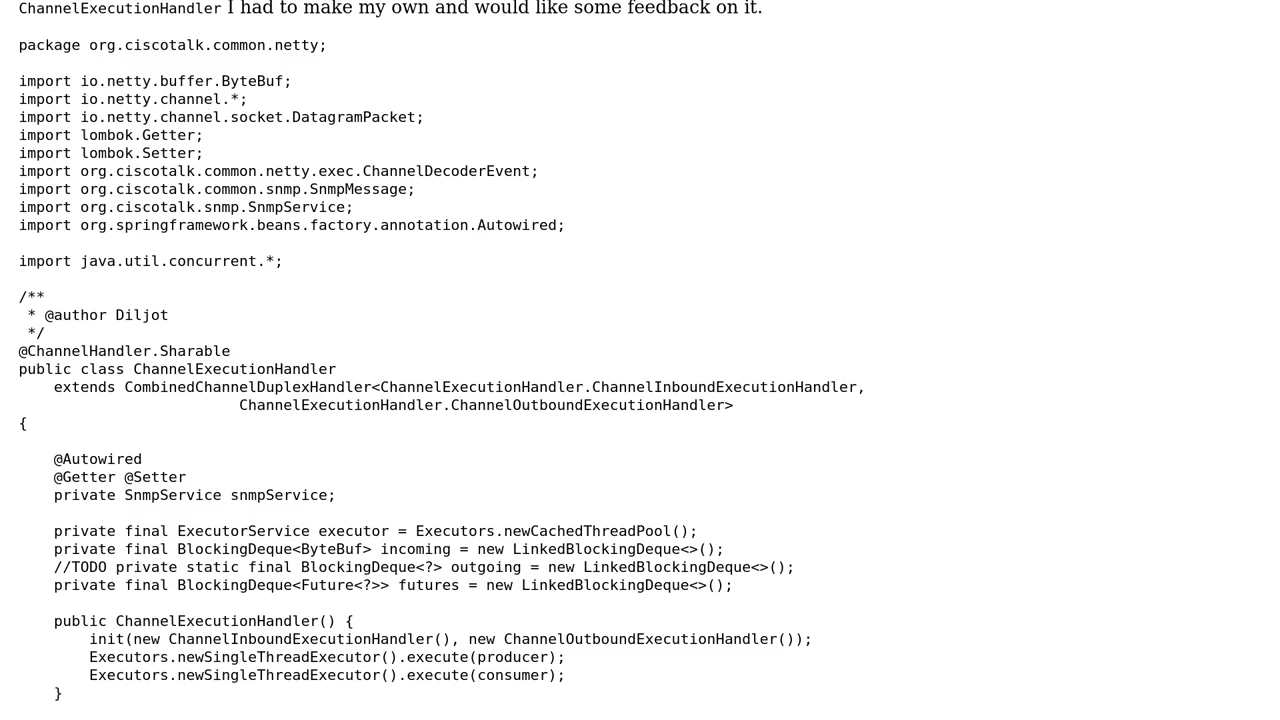 ChannelExecutionHandler I had to make my own and would like some feedback on it.
package org.ciscotalk.common.netty;
import io.netty.buffer.ByteBuf;
import io.netty.channel.*;
import io.netty.channel.socket.DatagramPacket;
import lombok.Getter;
import lombok.Setter;
import org.ciscotalk.common.netty.exec.ChannelDecoderEvent;
import org.ciscotalk.common.snmp.SnmpMessage;
import org.ciscotalk.snmp.SnmpService;
import org.springframework.beans.factory.annotation.Autowired;
import java.util.concurrent.*;
/**
 * @author Diljot
 */
@ChannelHandler.Sharable
public class ChannelExecutionHandler
    extends CombinedChannelDuplexHandler<ChannelExecutionHandler.ChannelInboundExecutionHandler,
                         ChannelExecutionHandler.ChannelOutboundExecutionHandler>
{
    @Autowired
    @Getter @Setter
    private SnmpService snmpService;
    private final ExecutorService executor = Executors.newCachedThreadPool();
    private final BlockingDeque<ByteBuf> incoming = new LinkedBlockingDeque<>();
    //TODO private static final BlockingDeque<?> outgoing = new LinkedBlockingDeque<>();
    private final BlockingDeque<Future<?>> futures = new LinkedBlockingDeque<>();
    public ChannelExecutionHandler() {
        init(new ChannelInboundExecutionHandler(), new ChannelOutboundExecutionHandler());
        Executors.newSingleThreadExecutor().execute(producer);
        Executors.newSingleThreadExecutor().execute(consumer);
    }